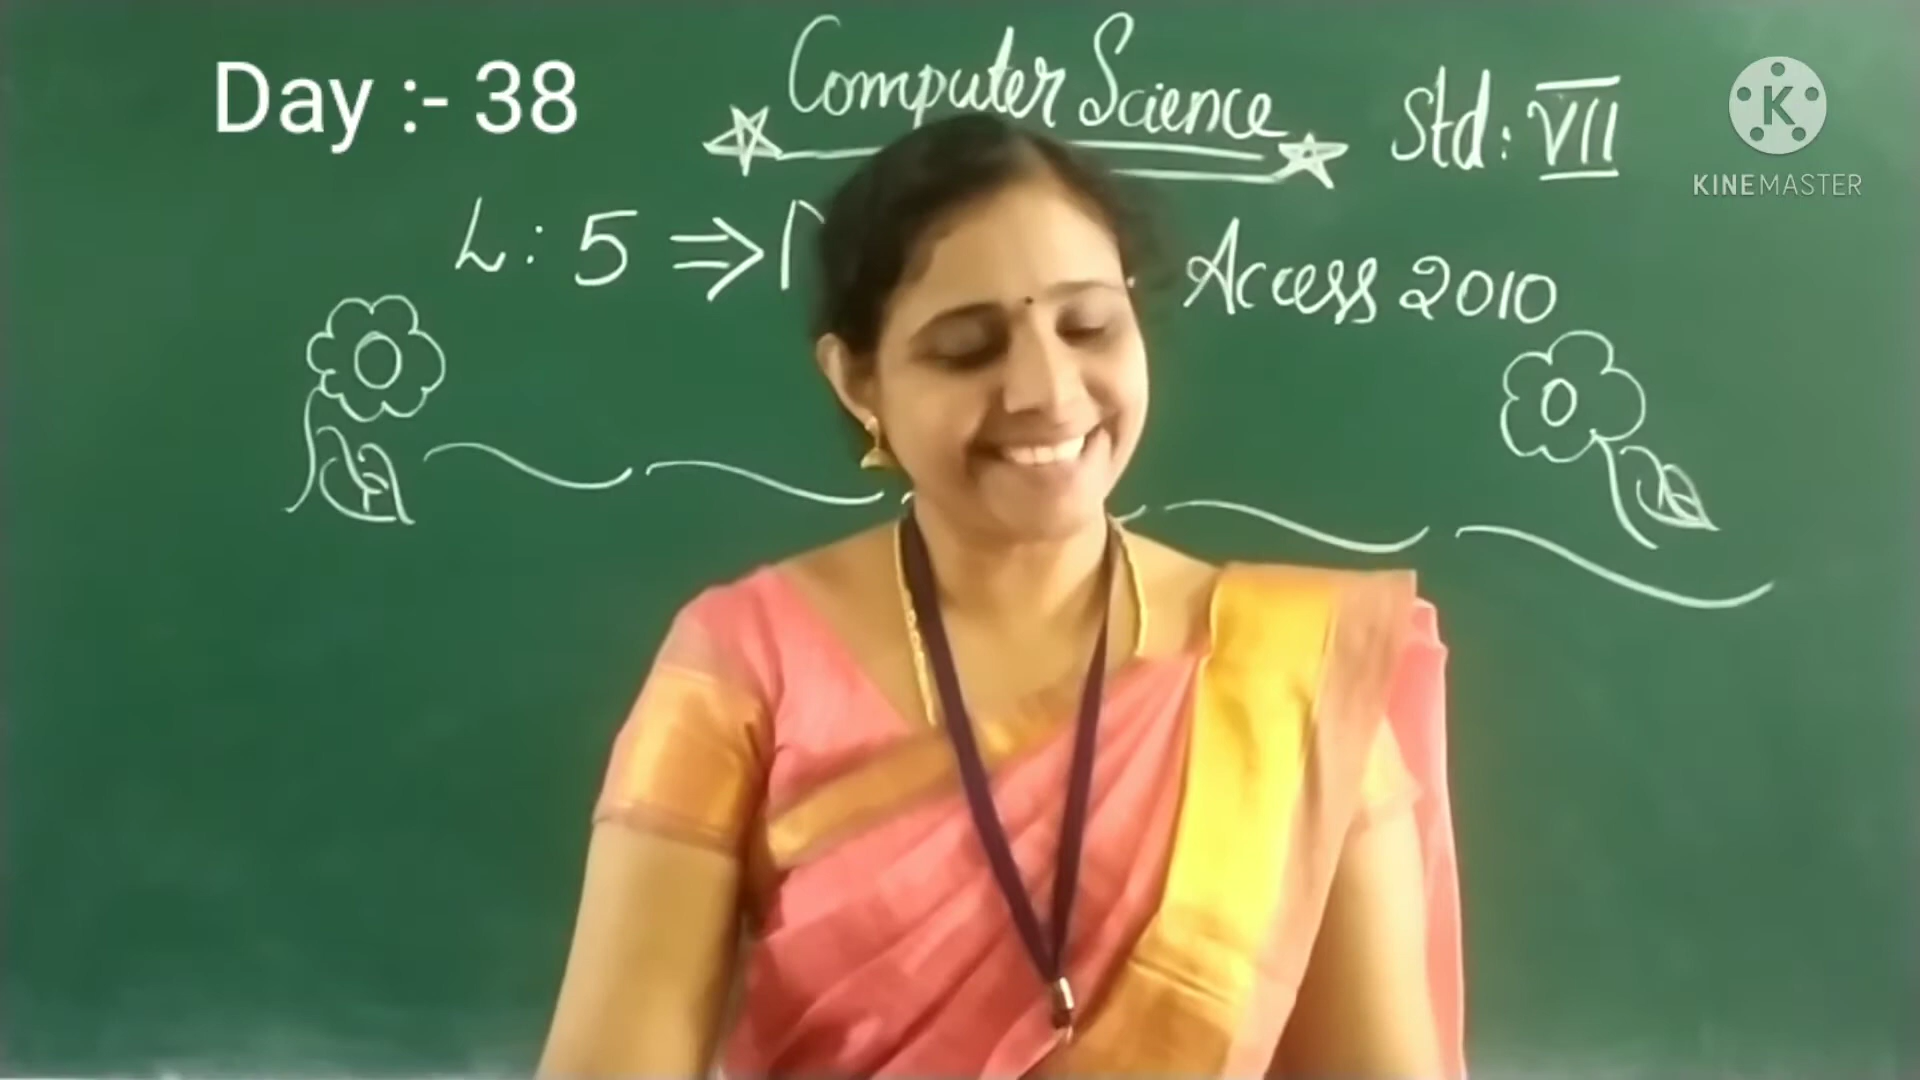 Day :- 38
Computer Science
Std: VII
KINEMASTER
L: 5 ⇒
Access 2010